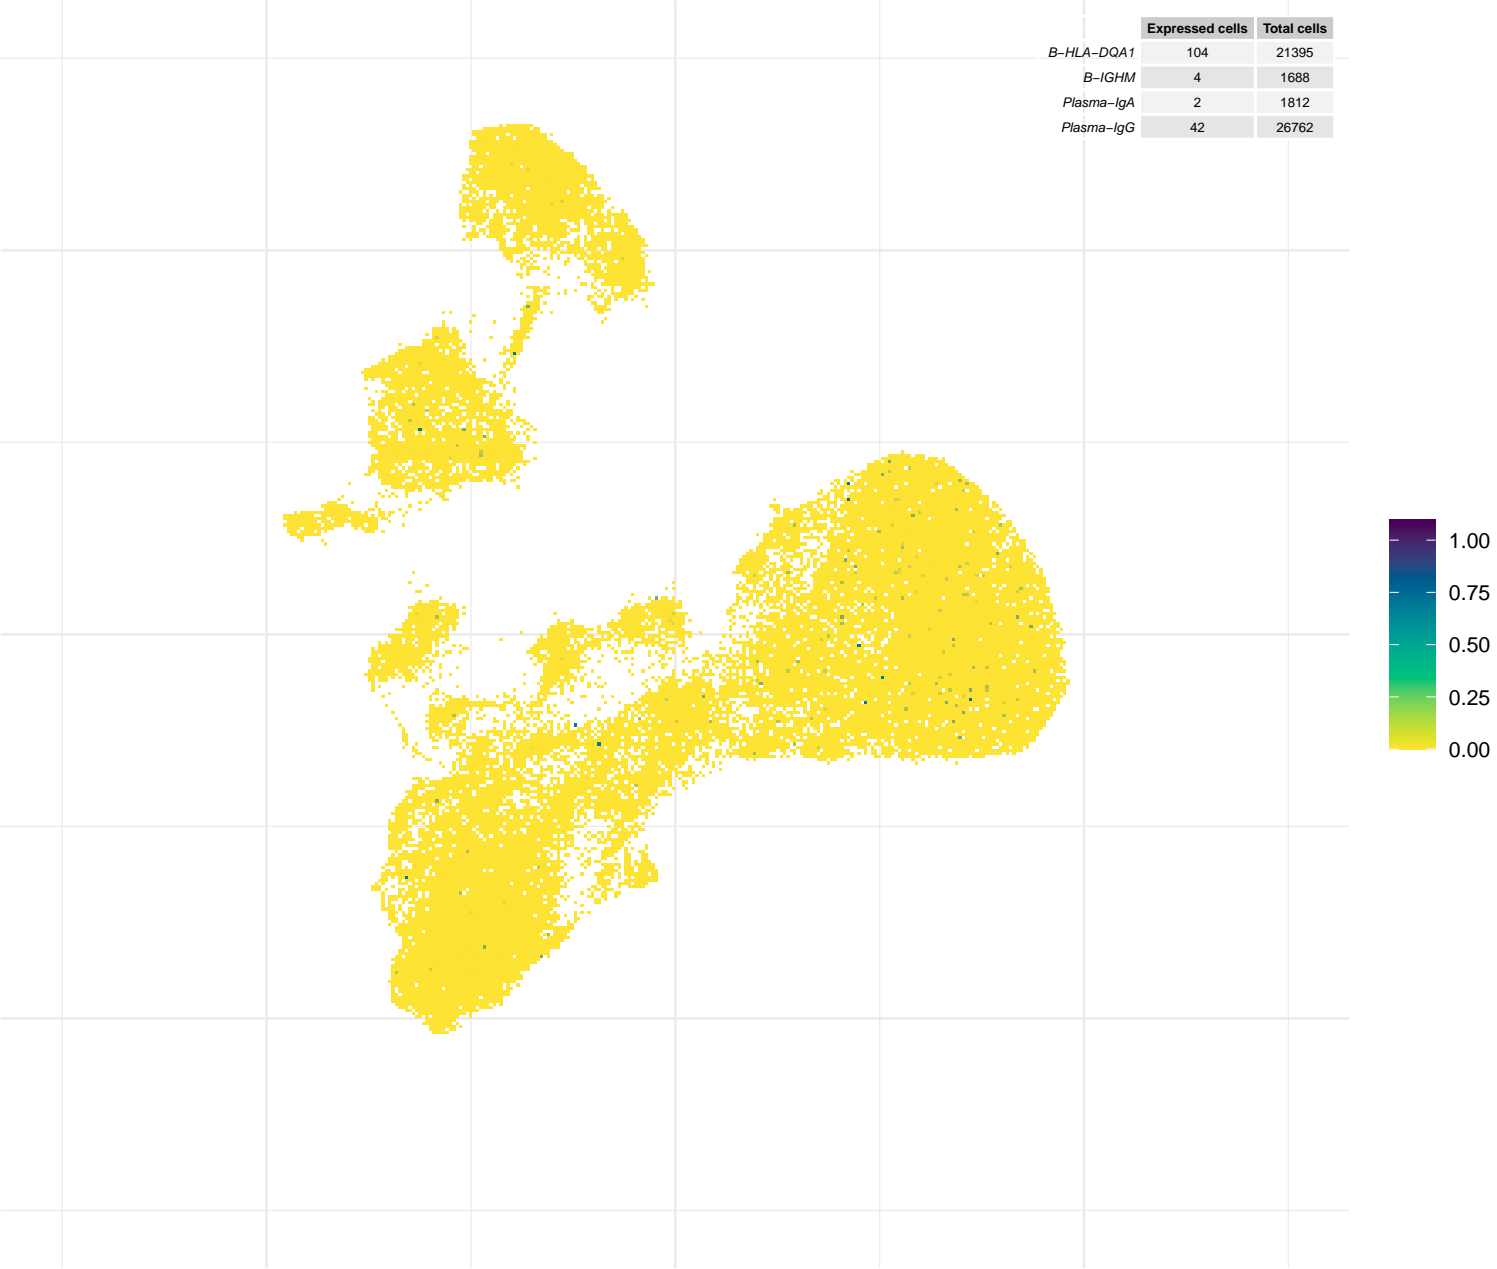 Expressed cells Total cells
B-HLA-DQA1 104 21395
B-IGHM 4 1688
Plasma-IgA 2 1812
Plasma-IgG 42 26762
1.00
0.75
0.50
0.25
0.00